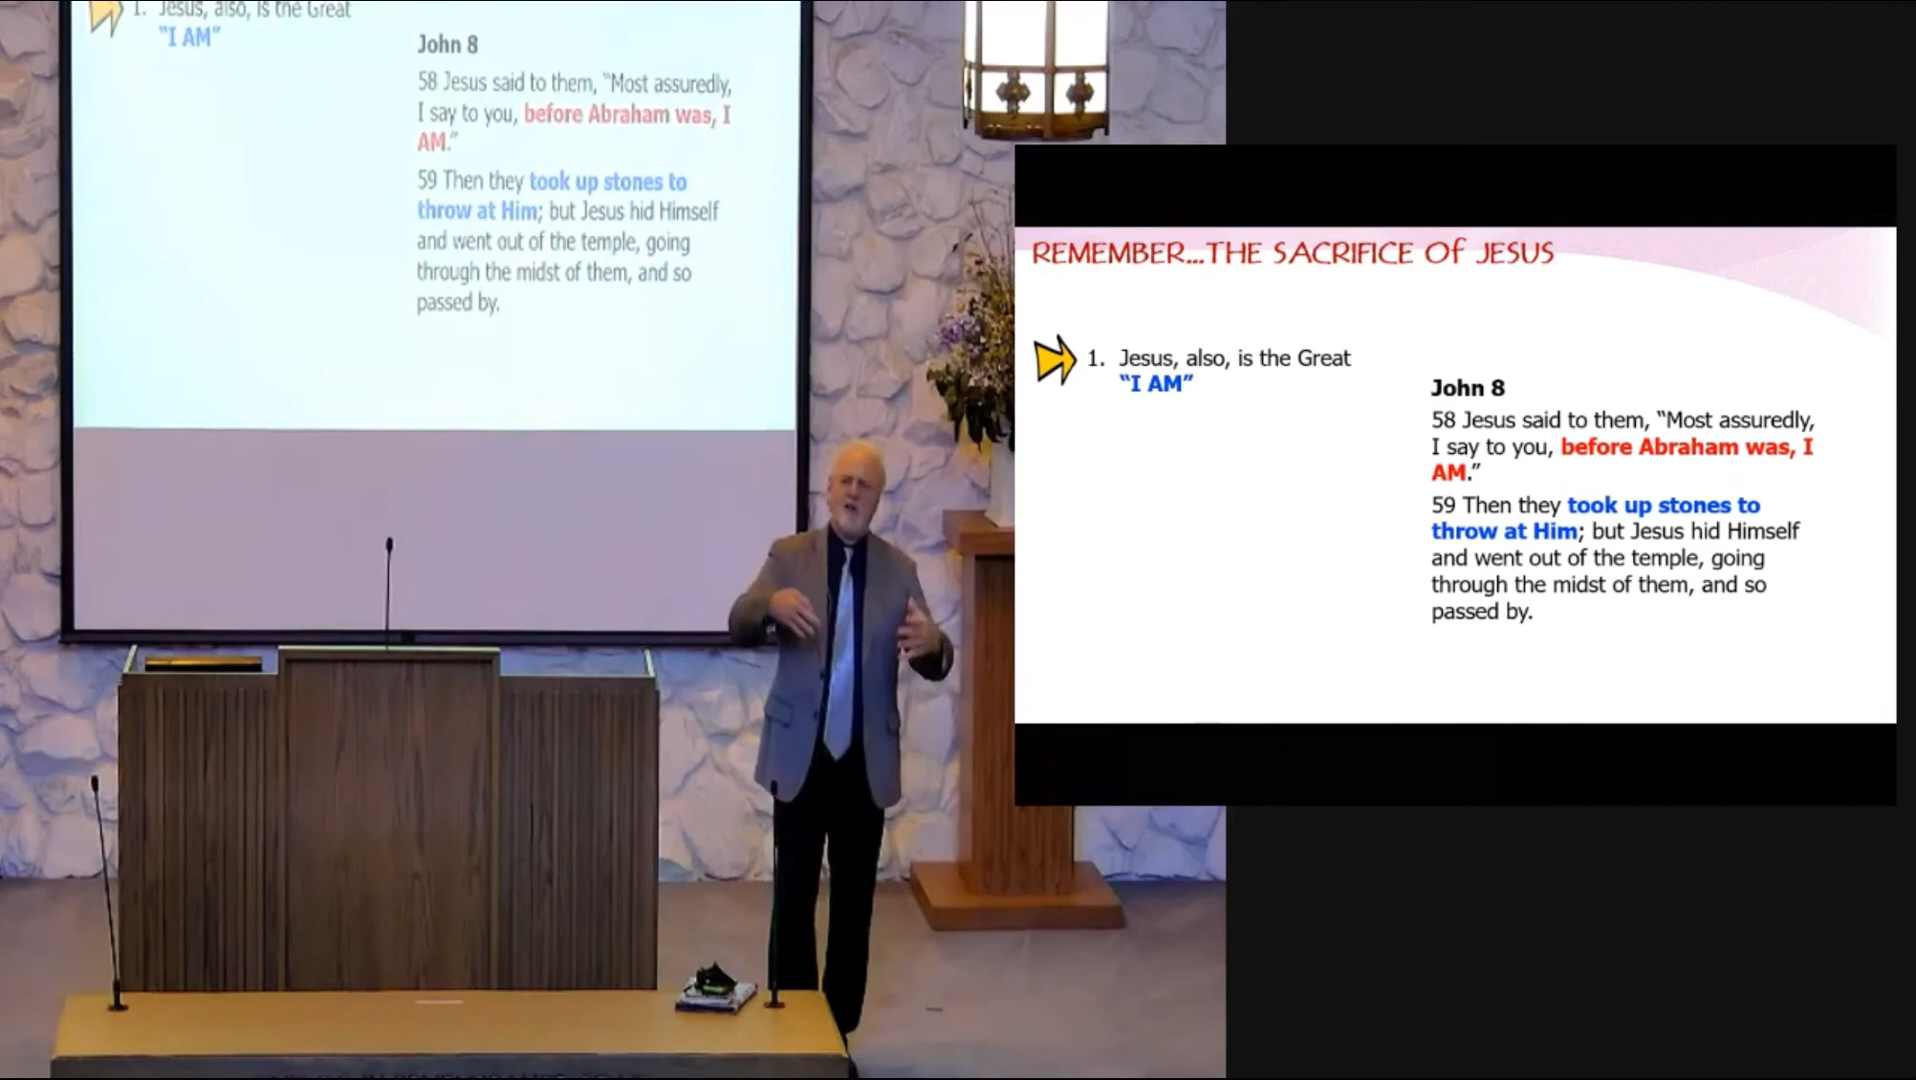 1. Jesus, also, is the Great
"I AM"
John 8
58 Jesus said to them, "Most assuredly,
I say to you, before Abraham was, I
AM."
59 Then they took up stones to
throw at Him; but Jesus hid Himself
and went out of the temple, going
through the midst of them, and so
passed by.
REMEMBER...THE SACRIFICE Of JESUS
1. Jesus, also, is the Great
"I AM"
John 8
58 Jesus said to them, "Most assuredly,
I say to you, before Abraham was, I
AM."
59 Then they took up stones to
throw at Him; but Jesus hid Himself
and went out of the temple, going
through the midst of them, and so
passed by.